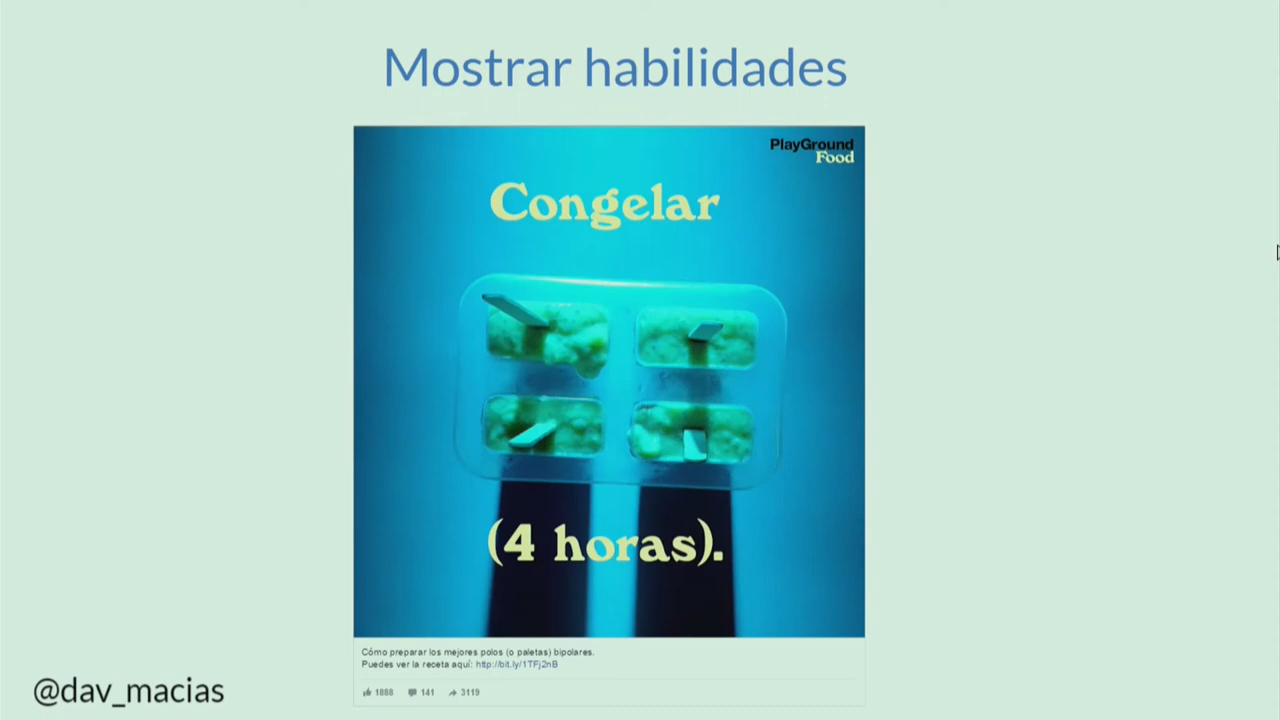 Mostrar habilidades
PlayGround
Food
Congelar
(4 horas).
Cómo preparar los mejores polos (o paletas) bipolares.
Puedes ver la receta aquí: http://bit.ly/1TFj2nB
1888 141 3119
@dav_macias